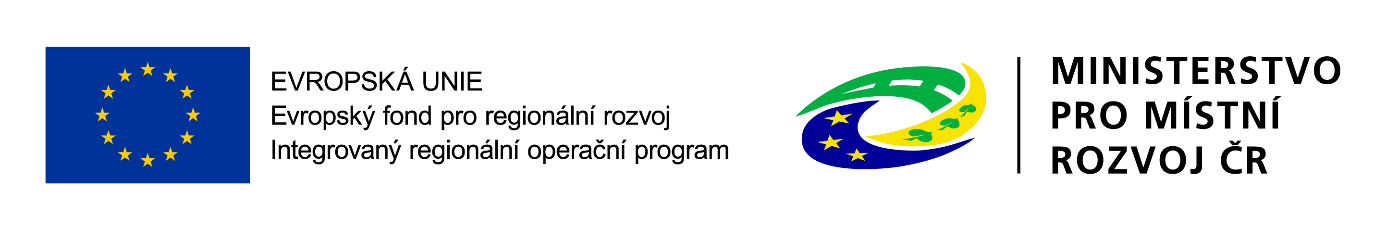 EVROPSKÁ UNIE
Evropský fond pro regionální rozvoj
Integrovaný regionální operační program
MINISTERSTVO
PRO MÍSTNÍ
ROZVOJ ČR